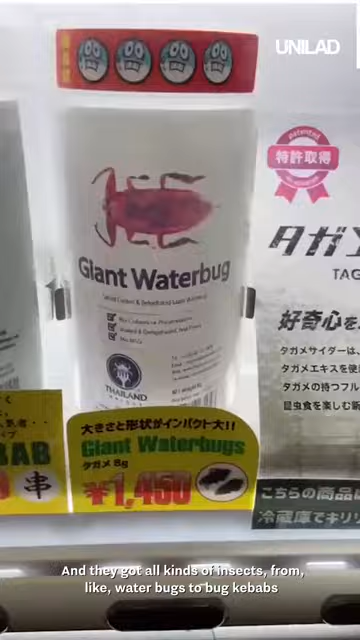 UNILAD
patented
特許取得
Giant Waterbug
THAILAND
タガメ
TAG
好奇心を
タガメサイダーは、
タガメエキスを使
タガメの持つフル
昆虫食を楽しむ新
大きさと形状がインパクト大!!
Giant Waterbugs
タガメ 8g
¥1,450
BAB
串
こちらの商品は
冷蔵庫でキリ
And they got all kinds of insects, from,
like, water bugs to bug kebabs